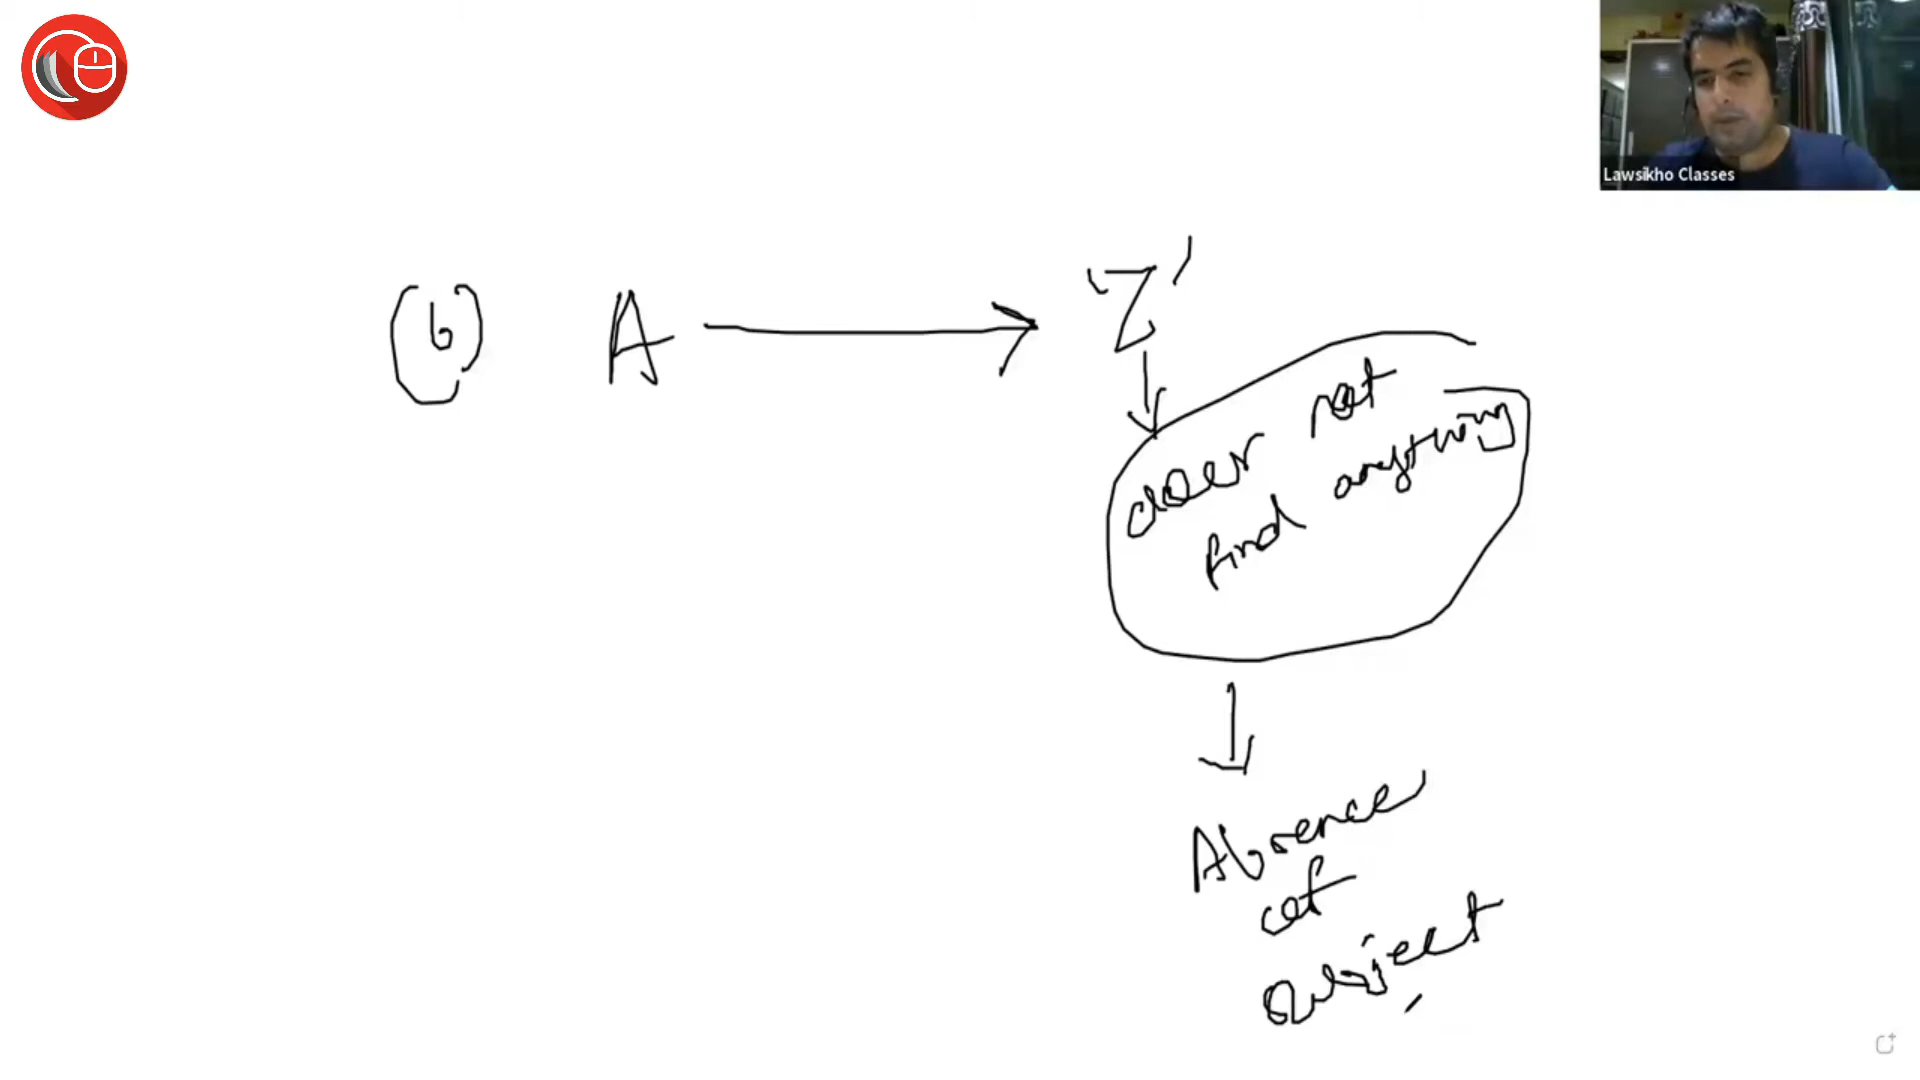 Lawsikho Classes
(b) A → 'Z'
does not
find anything
Absence
of
subject